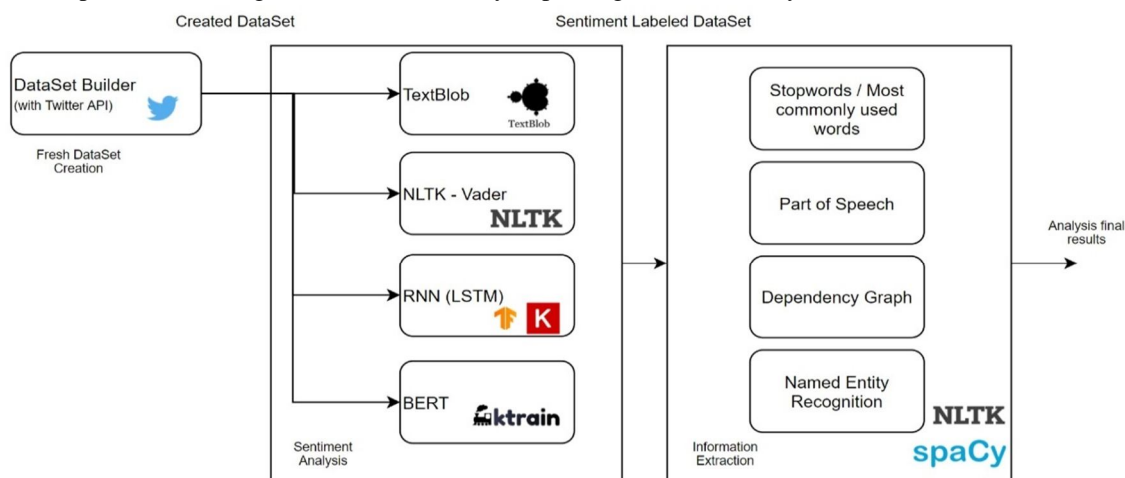 Created DataSet
Sentiment Labeled DataSet
DataSet Builder
(with Twitter API)
Fresh DataSet
Creation
TextBlob
TextBlob
NLTK - Vader
NLTK
RNN (LSTM)
K
BERT
ktrain
Sentiment
Analysis
Stopwords / Most
commonly used
words
Part of Speech
Dependency Graph
Named Entity
Recognition
NLTK
spaCy
Information
Extraction
Analysis final
results